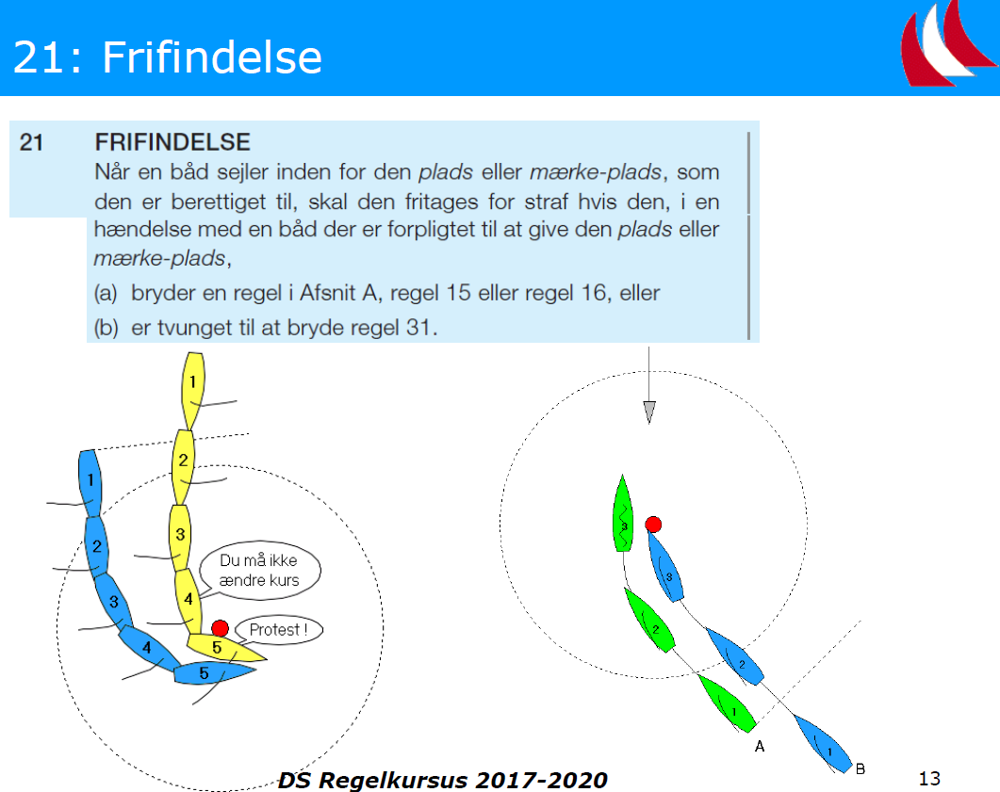 21: Frifindelse
21 FRIFINDELSE
Når en båd sejler inden for den plads eller mærke-plads, som
den er berettiget til, skal den fritages for straf hvis den, i en
hændelse med en båd der er forpligtet til at give den plads eller
mærke-plads,
(a) bryder en regel i Afsnit A, regel 15 eller regel 16, eller
(b) er tvunget til at bryde regel 31.
1
2
1
2
3
3
4
4
5
5
Du må ikke
ændre kurs
Protest !
3
3
2
2
1
A
1
B
DS Regelkursus 2017-2020
13